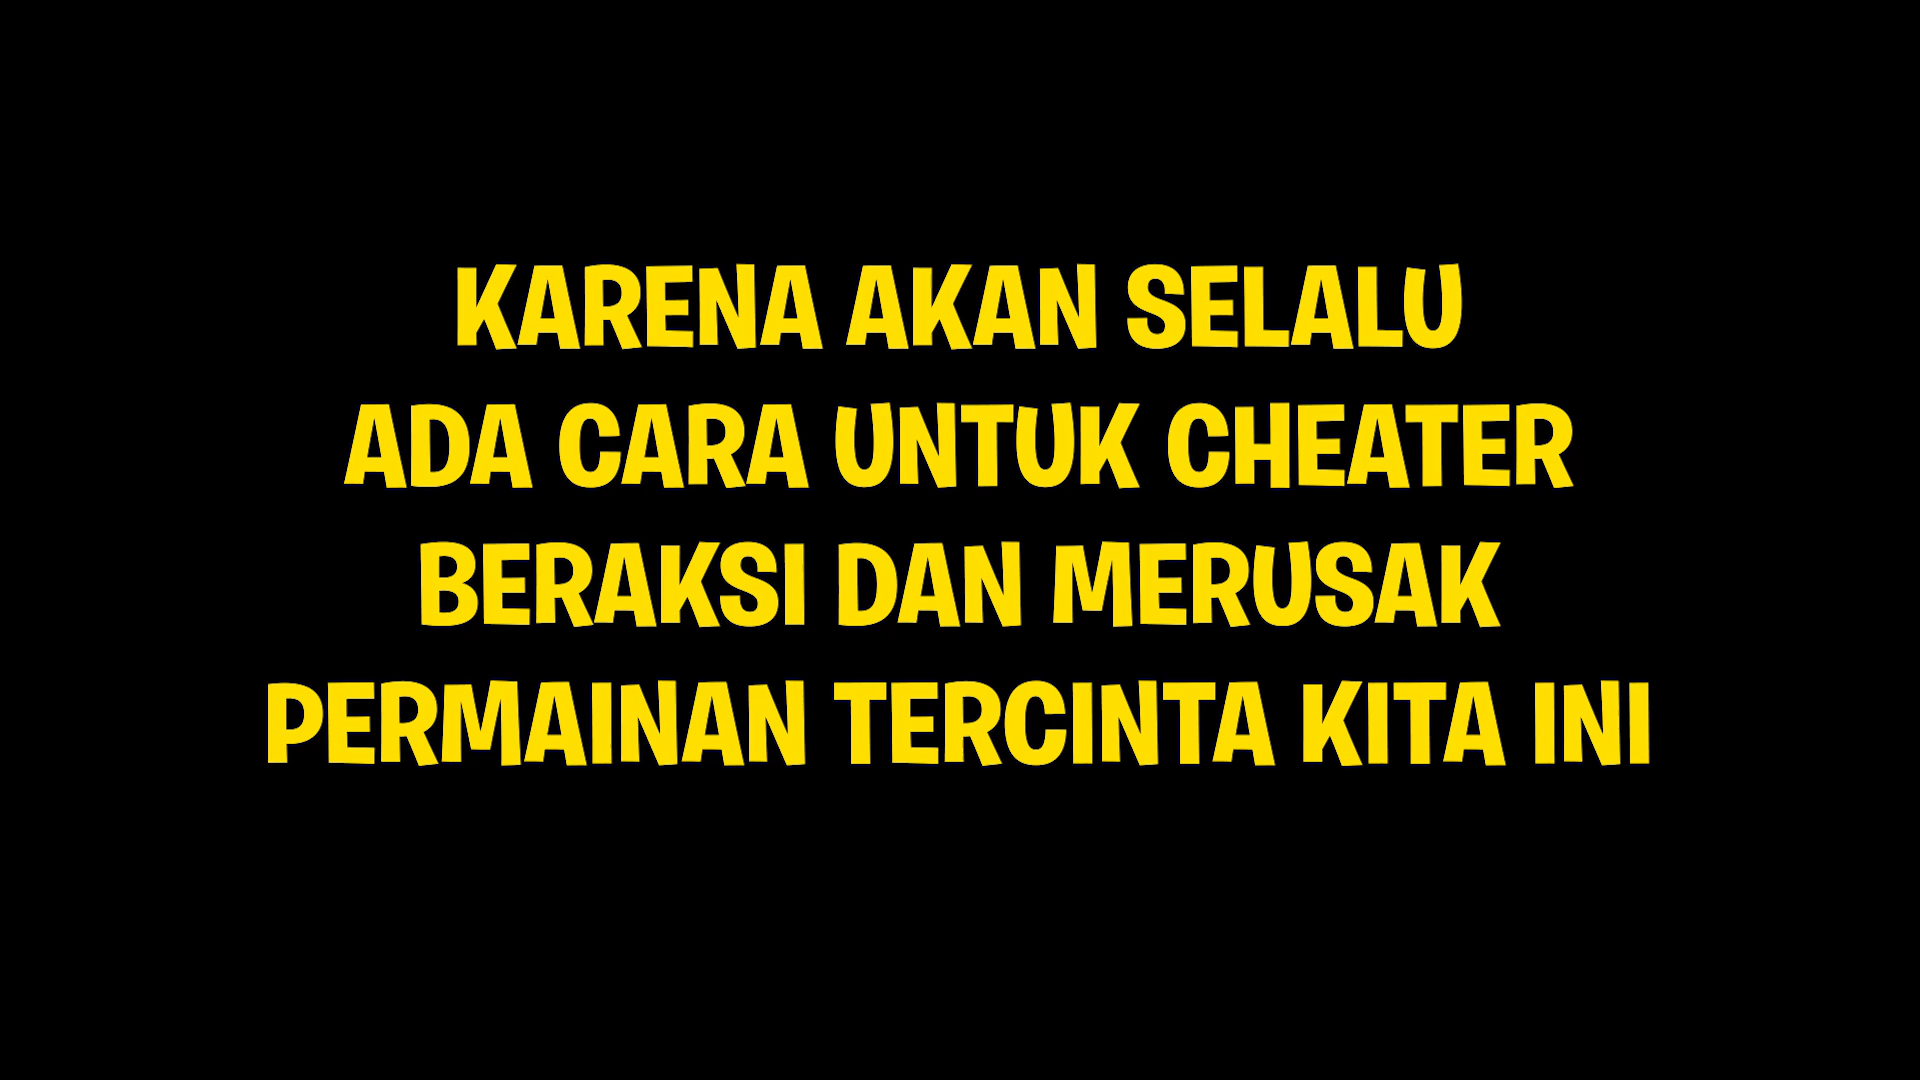 KARENA AKAN SELALU
ADA CARA UNTUK CHEATER
BERAKSI DAN MERUSAK
PERMAINAN TERCINTA KITA INI